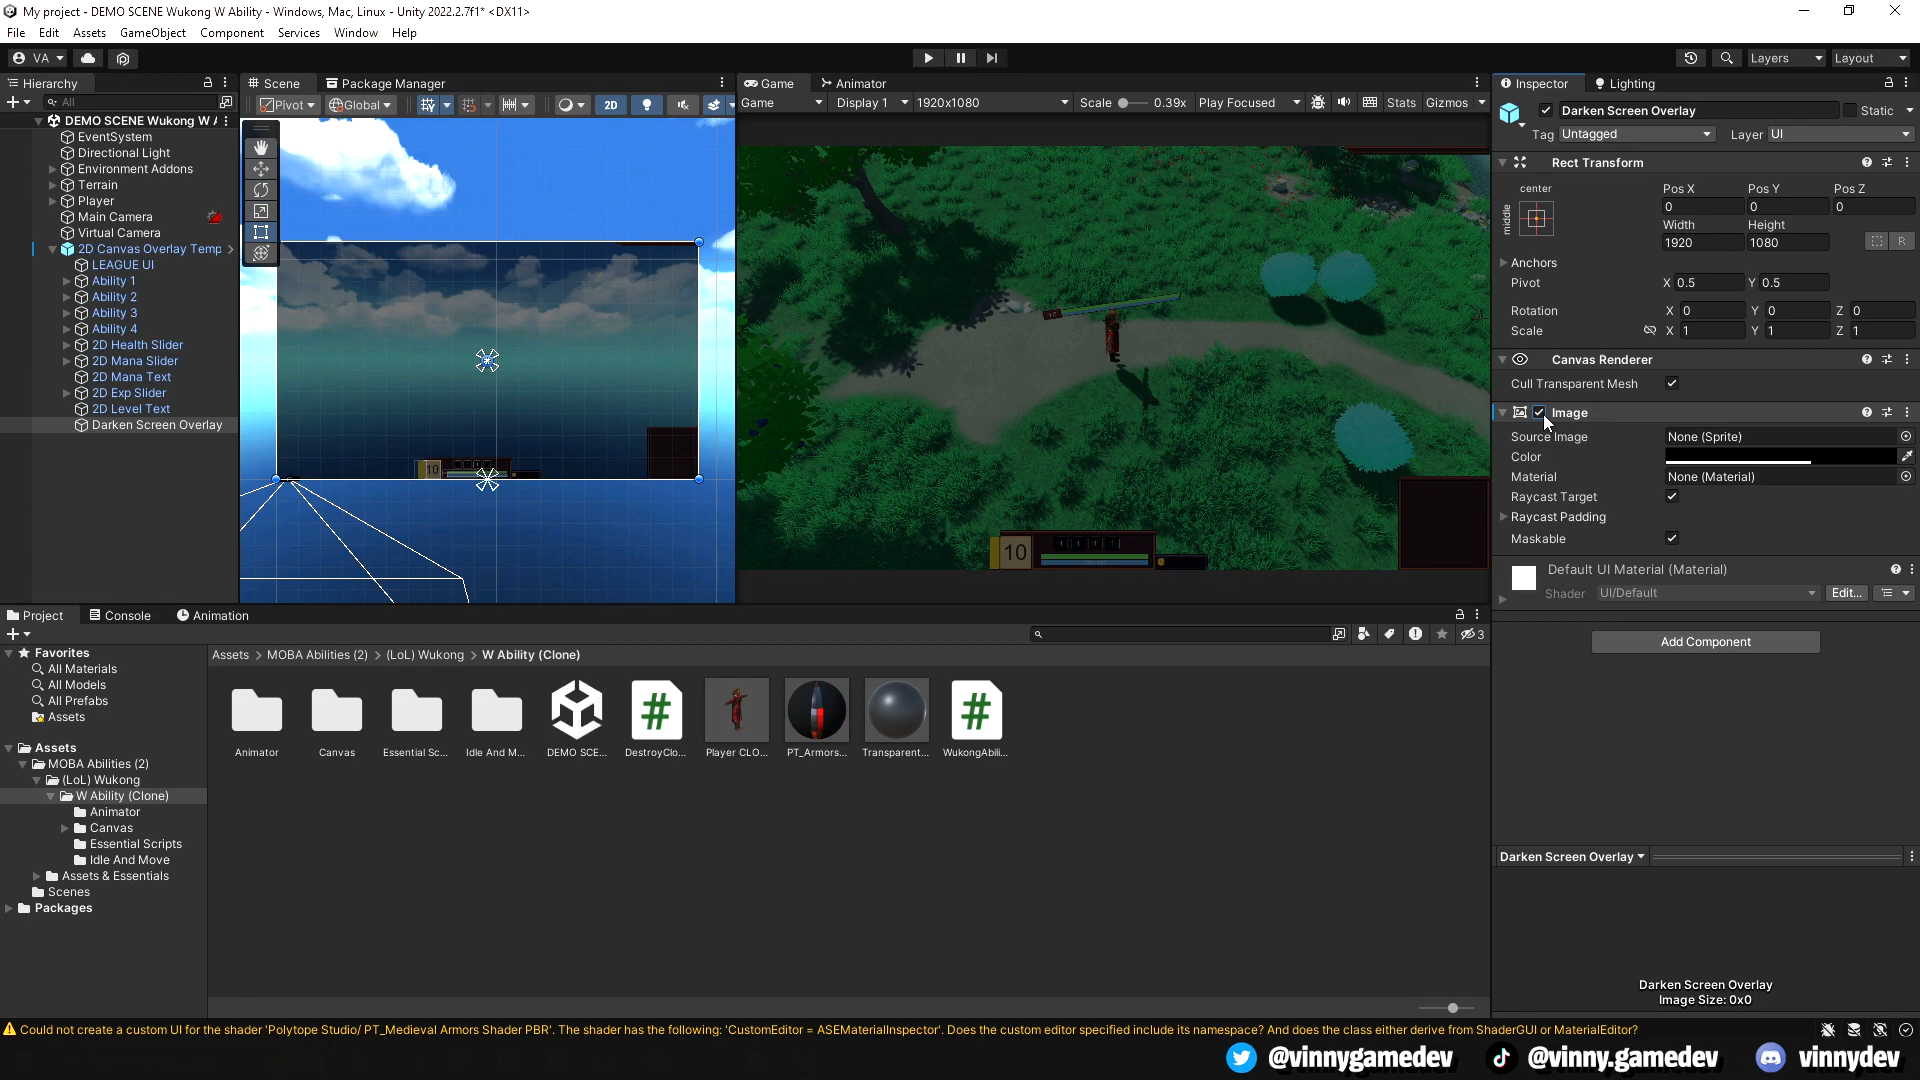 My project - DEMO SCENE Wukong W Ability - Windows, Mac, Linux - Unity 2022.2.7f1* <DX11>
File Edit Assets GameObject Component Services Window Help
VA Layers Layout
Hierarchy
All
DEMO SCENE Wukong W A
EventSystem
Directional Light
Environment Addons
Terrain
Player
Main Camera
Virtual Camera
2D Canvas Overlay Temp
LEAGUE UI
Ability 1
Ability 2
Ability 3
Ability 4
2D Health Slider
2D Mana Slider
2D Mana Text
2D Exp Slider
2D Level Text
Darken Screen Overlay
Scene Package Manager
Pivot Global 2D
10
Game Animator
Game Display 1 1920x1080 Scale 0.39x Play Focused Stats Gizmos
10
10
Inspector Lighting
Darken Screen Overlay Static
Tag Untagged Layer UI
Rect Transform
center
middle
Pos X Pos Y Pos Z
0 0 0
Width Height
1920 1080 R
Anchors
Pivot X 0.5 Y 0.5
Rotation X 0 Y 0 Z 0
Scale X 1 Y 1 Z 1
Canvas Renderer
Cull Transparent Mesh
Image
Source Image None (Sprite)
Color
Material None (Material)
Raycast Target
Raycast Padding
Maskable
Default UI Material (Material)
Shader UI/Default Edit...
Add Component
Darken Screen Overlay
Darken Screen Overlay
Image Size: 0x0
Project Console Animation
3
Favorites
All Materials
All Models
All Prefabs
Assets
Assets
MOBA Abilities (2)
(LoL) Wukong
W Ability (Clone)
Animator
Canvas
Essential Scripts
Idle And Move
Assets & Essentials
Scenes
Packages
Assets > MOBA Abilities (2) > (LoL) Wukong > W Ability (Clone)
Animator Canvas Essential Sc... Idle And M... DEMO SCE... DestroyClo... Player CLO... PT_Armors... Transparent... WukongAbili...
Could not create a custom UI for the shader 'Polytope Studio/ PT_Medieval Armors Shader PBR'. The shader has the following: 'CustomEditor = ASEMaterialInspector'. Does the custom editor specified include its namespace? And does the class either derive from ShaderGUI or MaterialEditor?
@vinnygamedev @vinny.gamedev vinnydev